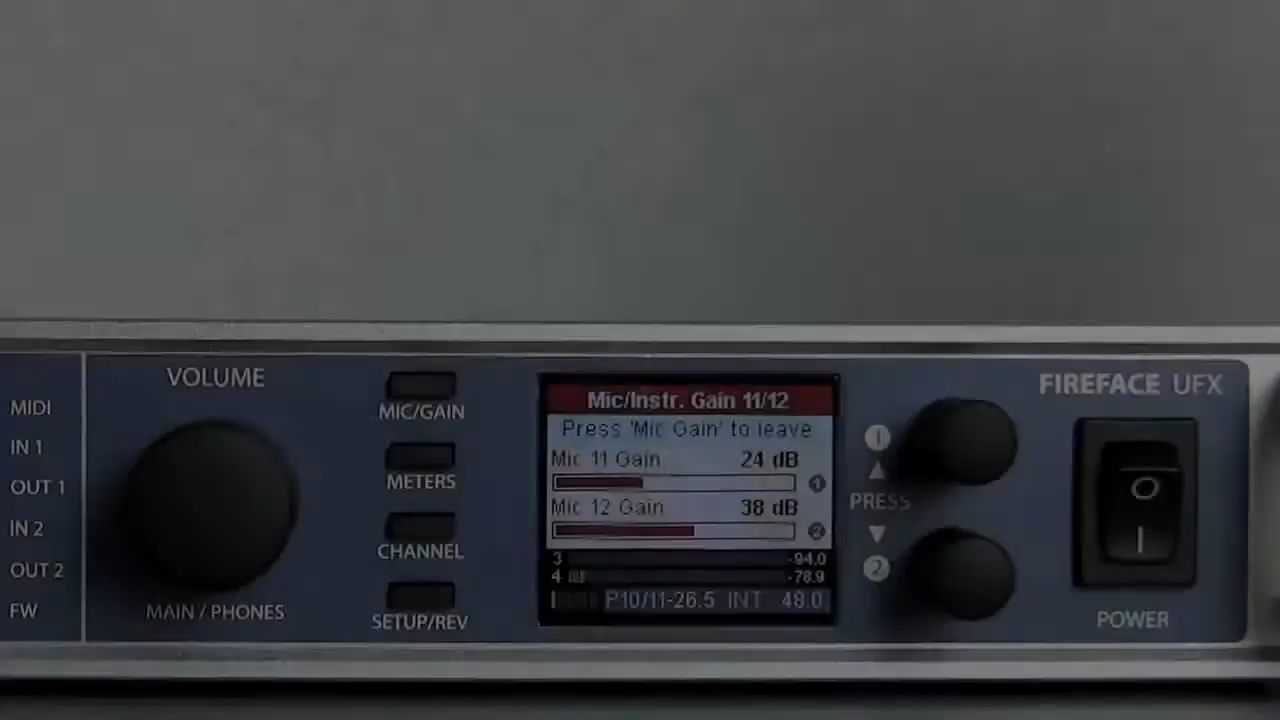 MIDI
IN 1
OUT 1
IN 2
OUT 2
FW
VOLUME
MAIN / PHONES
MIC/GAIN
METERS
CHANNEL
SETUP/REV
Mic/Instr. Gain 11/12
Press 'Mic Gain' to leave
Mic 11 Gain 24 dB
1
Mic 12 Gain 38 dB
2
3 -94.0
4 -78.9
P10/11-26.5 INT 48.0
1
PRESS
2
FIREFACE UFX
O
I
POWER